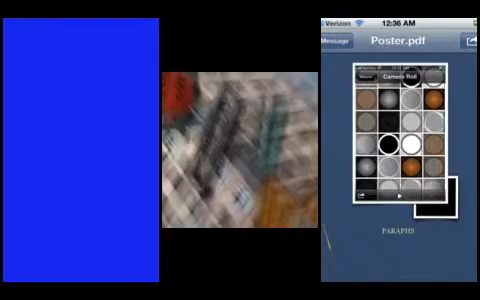 Verizon 12:36 AM
Message Poster.pdf
Camera Roll
PARAPHS